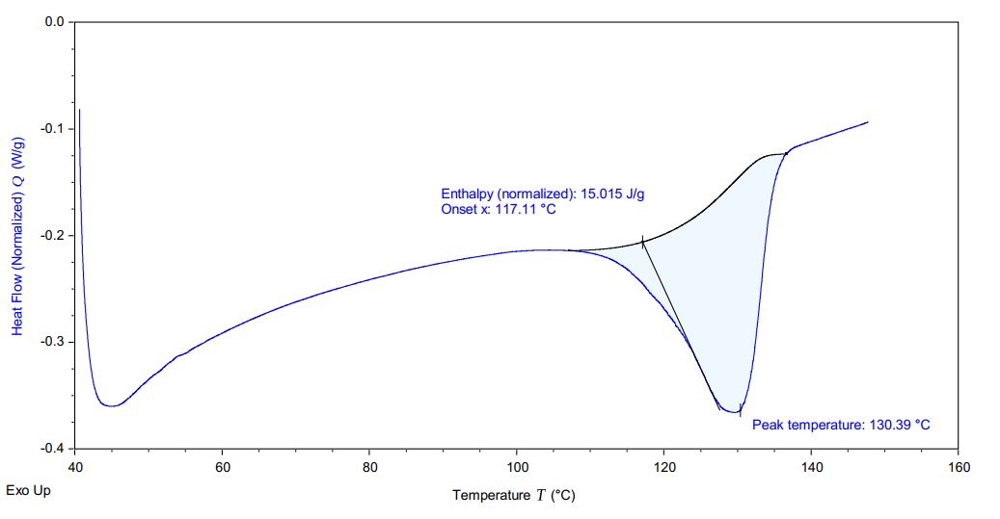 0.0
-0.1
-0.2
-0.3
-0.4
Heat Flow (Normalized) Q (W/g)
Enthalpy (normalized): 15.015 J/g
Onset x: 117.11 °C
Peak temperature: 130.39 °C
40 60 80 100 120 140 160
Exo Up
Temperature T (°C)